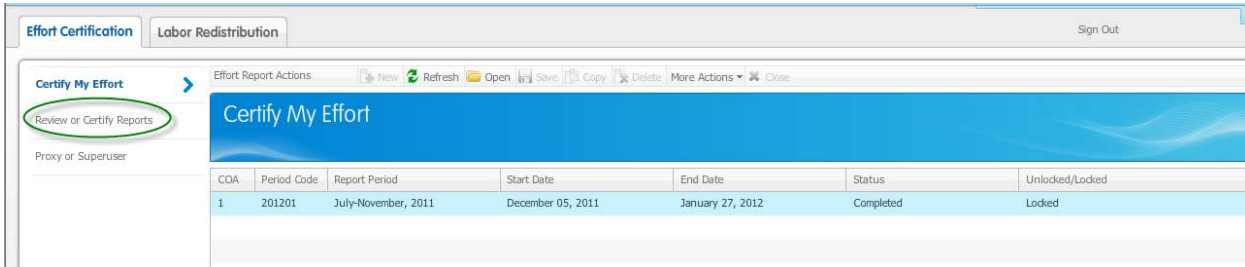 Effort Certification Labor Redistribution Sign Out
Certify My Effort
Review or Certify Reports
Proxy or Superuser
Effort Report Actions New Refresh Open Save Copy Delete More Actions Close
Certify My Effort
COA Period Code Report Period Start Date End Date Status Unlocked/Locked
1 201201 July-November, 2011 December 05, 2011 January 27, 2012 Completed Locked